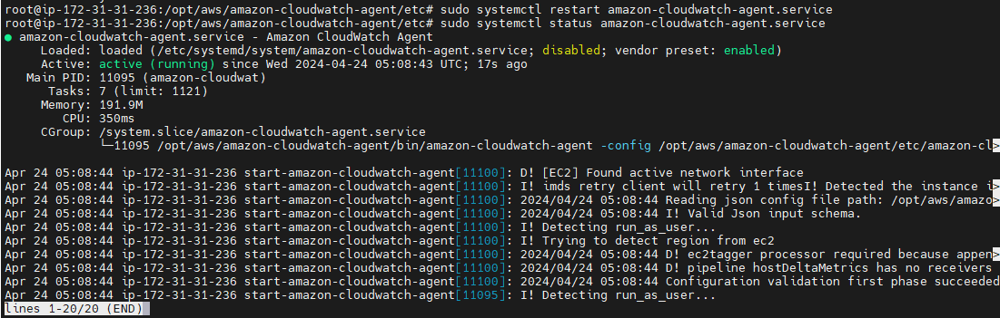 root@ip-172-31-31-236:/opt/aws/amazon-cloudwatch-agent/etc# sudo systemctl restart amazon-cloudwatch-agent.service
root@ip-172-31-31-236:/opt/aws/amazon-cloudwatch-agent/etc# sudo systemctl status amazon-cloudwatch-agent.service
● amazon-cloudwatch-agent.service - Amazon CloudWatch Agent
     Loaded: loaded (/etc/systemd/system/amazon-cloudwatch-agent.service; disabled; vendor preset: enabled)
     Active: active (running) since Wed 2024-04-24 05:08:43 UTC; 17s ago
   Main PID: 11095 (amazon-cloudwat)
      Tasks: 7 (limit: 1121)
     Memory: 191.9M
        CPU: 350ms
     CGroup: /system.slice/amazon-cloudwatch-agent.service
             └─11095 /opt/aws/amazon-cloudwatch-agent/bin/amazon-cloudwatch-agent -config /opt/aws/amazon-cloudwatch-agent/etc/amazon-cl>
Apr 24 05:08:44 ip-172-31-31-236 start-amazon-cloudwatch-agent[11100]: D! [EC2] Found active network interface
Apr 24 05:08:44 ip-172-31-31-236 start-amazon-cloudwatch-agent[11100]: I! imds retry client will retry 1 timesI! Detected the instance i>
Apr 24 05:08:44 ip-172-31-31-236 start-amazon-cloudwatch-agent[11100]: 2024/04/24 05:08:44 Reading json config file path: /opt/aws/amazo>
Apr 24 05:08:44 ip-172-31-31-236 start-amazon-cloudwatch-agent[11100]: 2024/04/24 05:08:44 I! Valid Json input schema.
Apr 24 05:08:44 ip-172-31-31-236 start-amazon-cloudwatch-agent[11100]: I! Detecting run_as_user...
Apr 24 05:08:44 ip-172-31-31-236 start-amazon-cloudwatch-agent[11100]: I! Trying to detect region from ec2
Apr 24 05:08:44 ip-172-31-31-236 start-amazon-cloudwatch-agent[11100]: 2024/04/24 05:08:44 D! ec2tagger processor required because appen>
Apr 24 05:08:44 ip-172-31-31-236 start-amazon-cloudwatch-agent[11100]: 2024/04/24 05:08:44 D! pipeline hostDeltaMetrics has no receivers
Apr 24 05:08:44 ip-172-31-31-236 start-amazon-cloudwatch-agent[11100]: 2024/04/24 05:08:44 Configuration validation first phase succeeded
Apr 24 05:08:44 ip-172-31-31-236 start-amazon-cloudwatch-agent[11095]: I! Detecting run_as_user...
lines 1-20/20 (END)